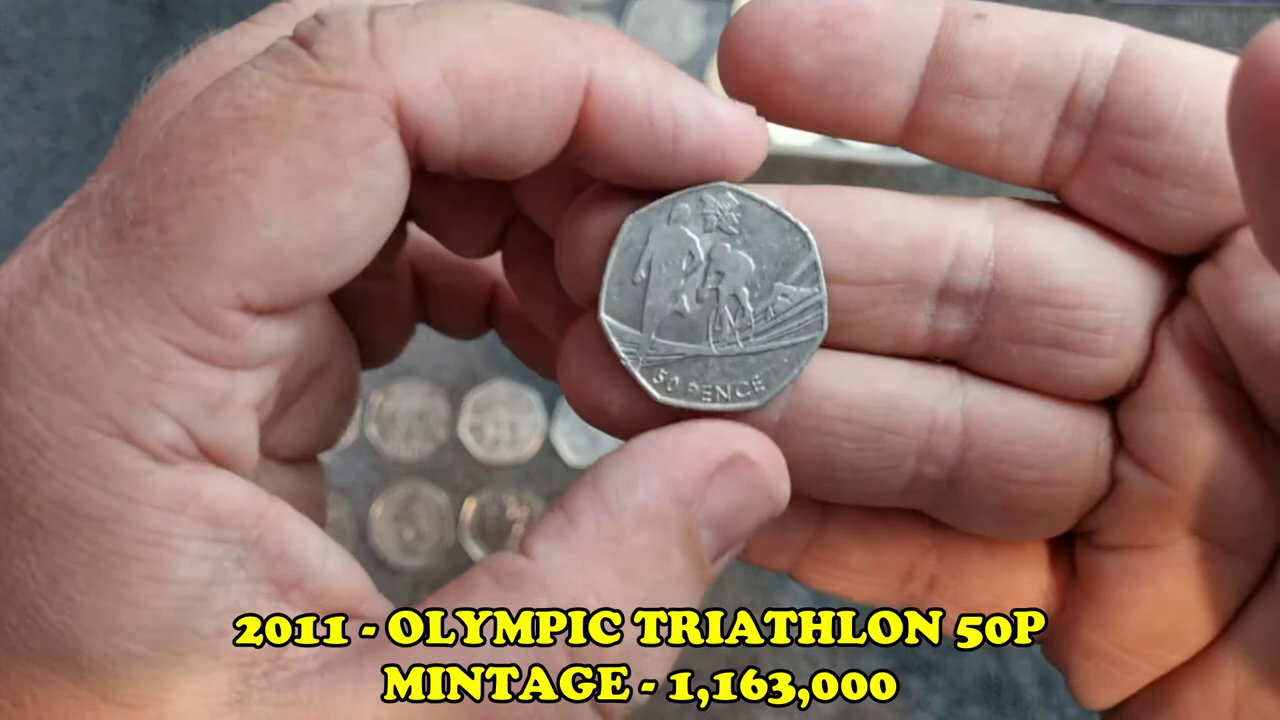 50 PENCE
2011 - OLYMPIC TRIATHLON 50P
MINTAGE - 1,163,000